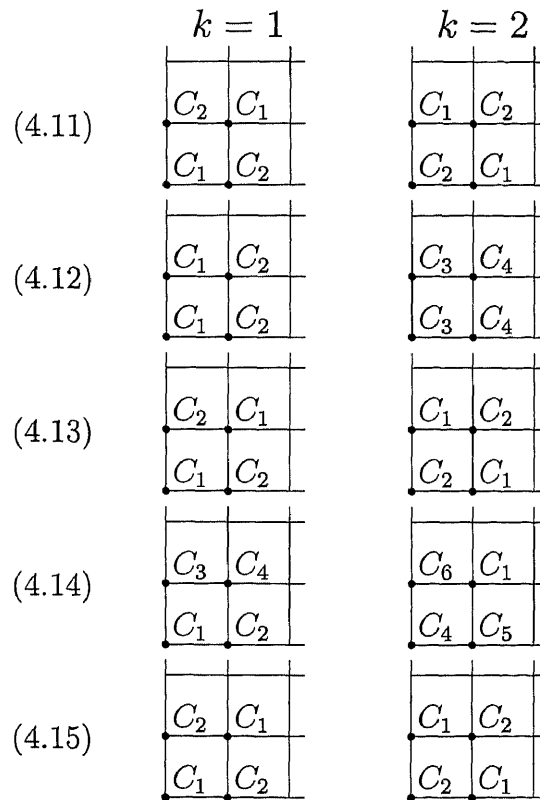 k = 1 k = 2
C₂ C₁ C₁ C₂
(4.11)
C₁ C₂ C₂ C₁
C₁ C₂ C₃ C₄
(4.12)
C₁ C₂ C₃ C₄
C₂ C₁ C₁ C₂
(4.13)
C₁ C₂ C₂ C₁
C₃ C₄ C₆ C₁
(4.14)
C₁ C₂ C₄ C₅
C₂ C₁ C₁ C₂
(4.15)
C₁ C₂ C₂ C₁